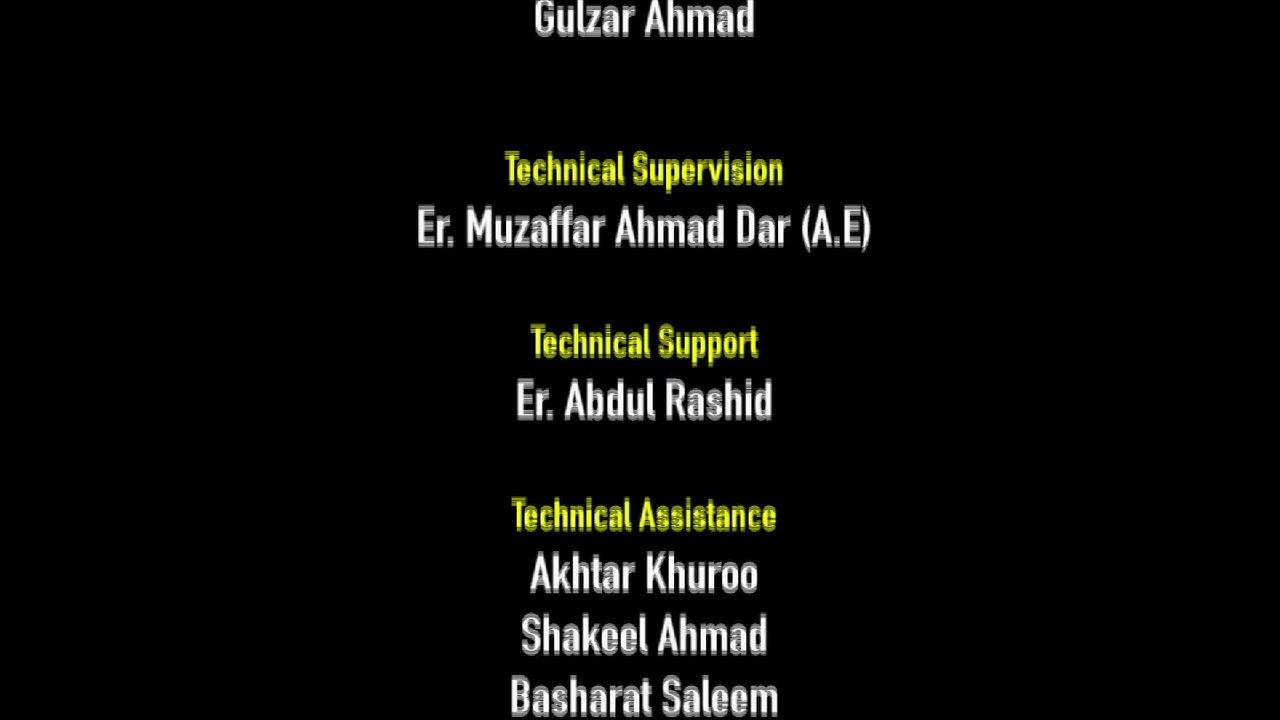 Gulzar Ahmad
Technical Supervision
Er. Muzaffar Ahmad Dar (A.E)
Technical Support
Er. Abdul Rashid
Technical Assistance
Akhtar Khuroo
Shakeel Ahmad
Basharat Saleem